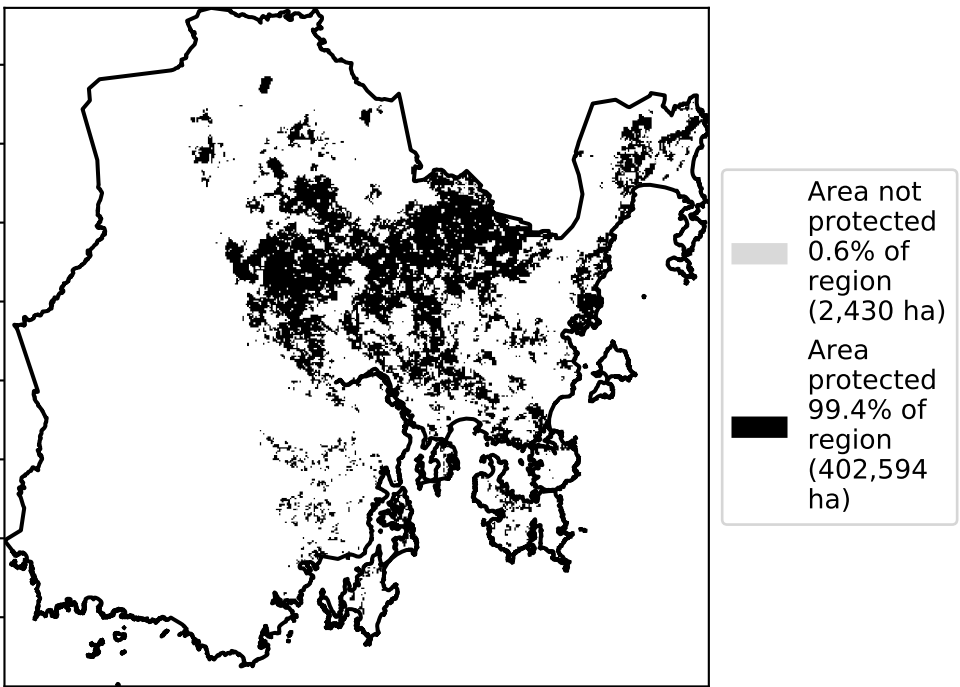 Area not
protected
0.6% of
region
(2,430 ha)
Area
protected
99.4% of
region
(402,594
ha)